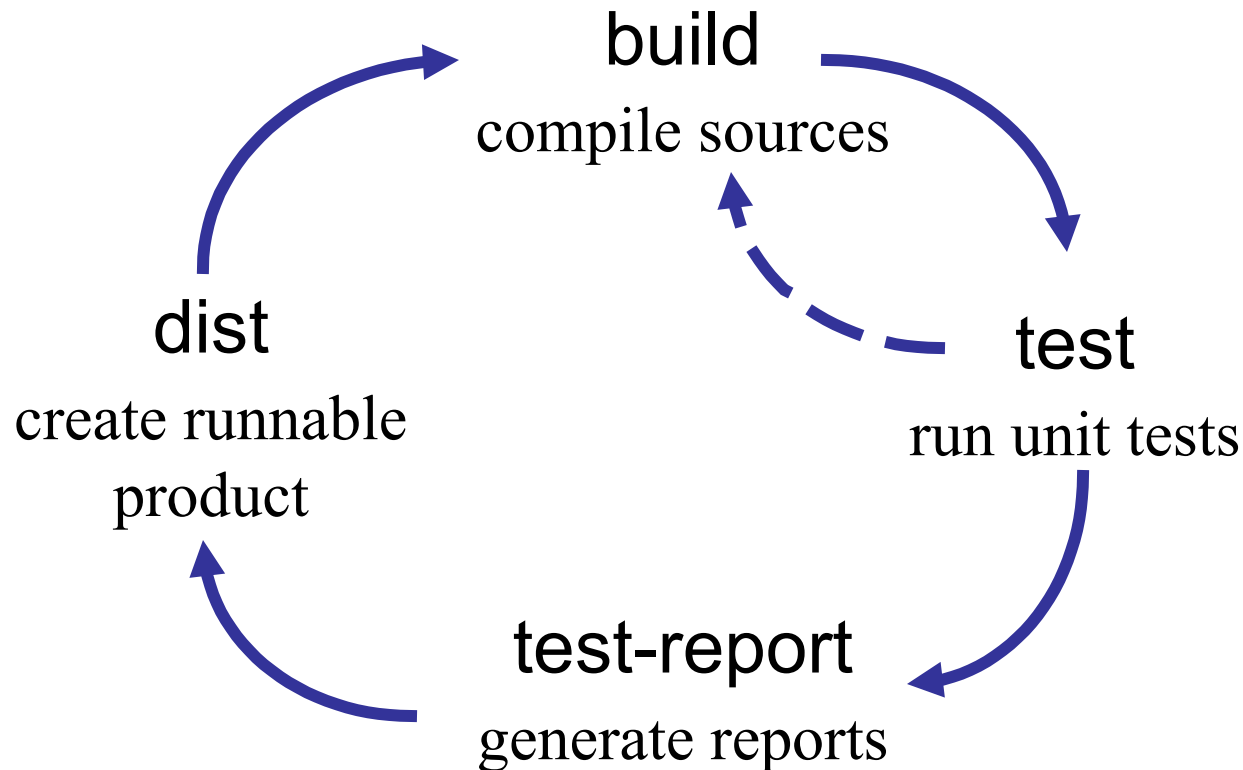 build
compile sources
test
run unit tests
test-report
generate reports
dist
create runnable
product